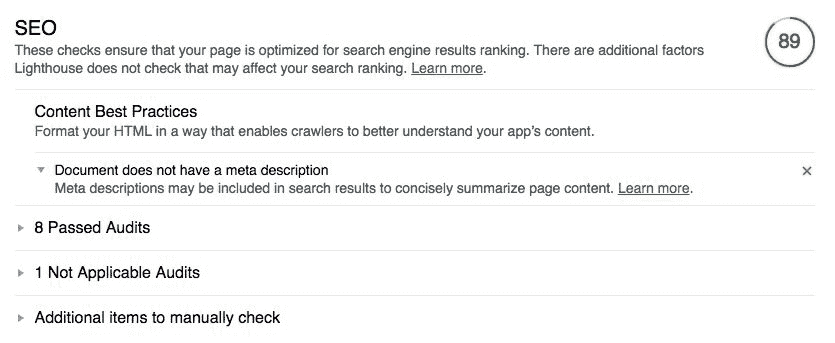 SEO
89
These checks ensure that your page is optimized for search engine results ranking. There are additional factors
Lighthouse does not check that may affect your search ranking. Learn more.
Content Best Practices
Format your HTML in a way that enables crawlers to better understand your app's content.
Document does not have a meta description
Meta descriptions may be included in search results to concisely summarize page content. Learn more.
8 Passed Audits
1 Not Applicable Audits
Additional items to manually check